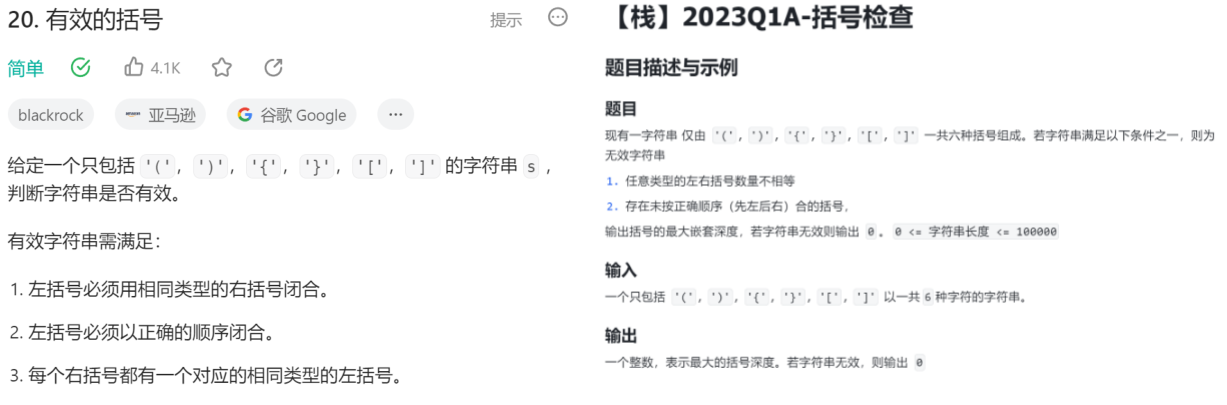 20. 有效的括号
提示
简单
4.1K
blackrock
亚马逊
谷歌 Google
给定一个只包括 '(', ')', '{', '}', '[', ']' 的字符串 s ，
判断字符串是否有效。
有效字符串需满足：
1. 左括号必须用相同类型的右括号闭合。
2. 左括号必须以正确的顺序闭合。
3. 每个右括号都有一个对应的相同类型的左括号。
【栈】2023Q1A-括号检查
题目描述与示例
题目
现有一字符串 仅由 '(', ')', '{', '}', '[', ']' 一共六种括号组成。若字符串满足以下条件之一，则为
无效字符串
1. 任意类型的左右括号数量不相等
2. 存在未按正确顺序（先左后右）合的括号，
输出括号的最大嵌套深度，若字符串无效则输出 0 。 0 <= 字符串长度 <= 100000
输入
一个只包括 '(', ')', '{', '}', '[', ']' 以一共 6 种字符的字符串。
输出
一个整数，表示最大的括号深度。若字符串无效，则输出 0